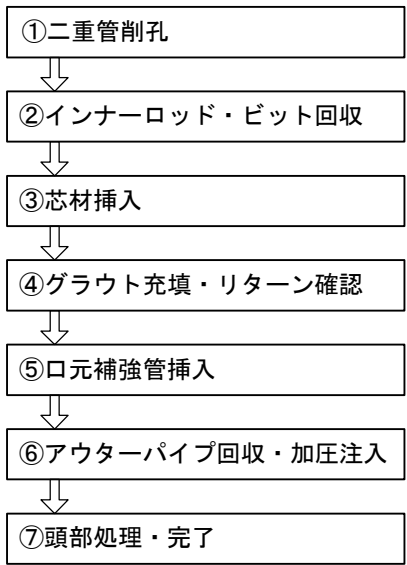 ①二重管削孔
②インナーロッド・ビット回収
③芯材挿入
④グラウト充填・リターン確認
⑤口元補強管挿入
⑥アウターパイプ回収・加圧注入
⑦頭部処理・完了